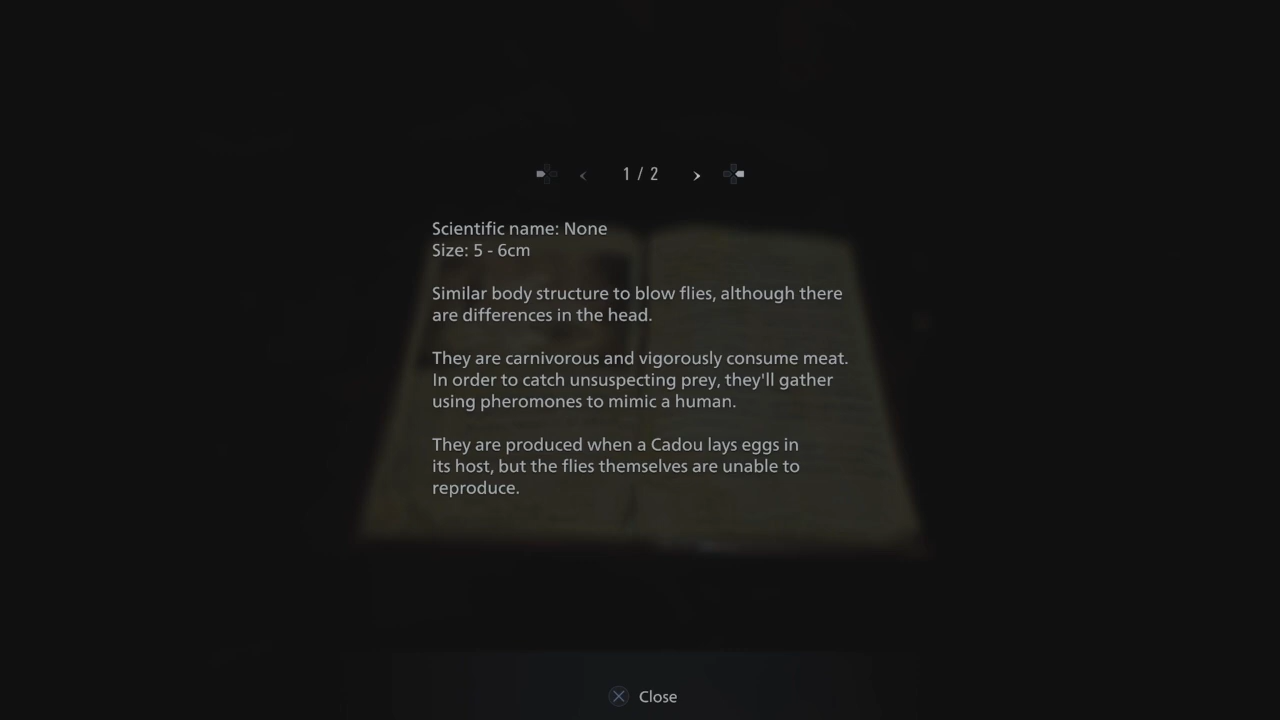 1 / 2
Scientific name: None
Size: 5 - 6cm
Similar body structure to blow flies, although there
are differences in the head.
They are carnivorous and vigorously consume meat.
In order to catch unsuspecting prey, they'll gather
using pheromones to mimic a human.
They are produced when a Cadou lays eggs in
its host, but the flies themselves are unable to
reproduce.
Close